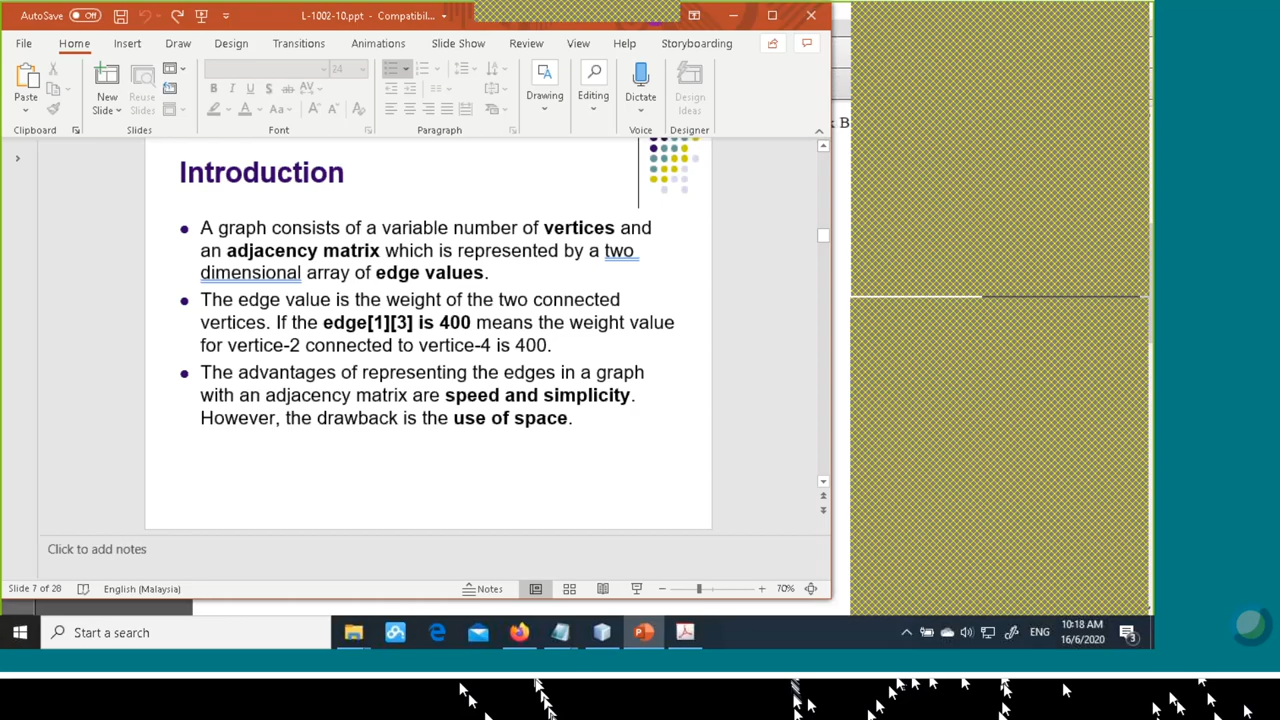 AutoSave Off L-1002-10.ppt - Compatibil...
File Home Insert Draw Design Transitions Animations Slide Show Review View Help Storyboarding
24
Paste New Slide Reuse Slides Drawing Editing Dictate Design Ideas
B I U S ab AV
A Aa A A A
Clipboard Slides Font Paragraph Voice Designer
k B
Introduction
A graph consists of a variable number of vertices and
an adjacency matrix which is represented by a two
dimensional array of edge values.
The edge value is the weight of the two connected
vertices. If the edge[1][3] is 400 means the weight value
for vertice-2 connected to vertice-4 is 400.
The advantages of representing the edges in a graph
with an adjacency matrix are speed and simplicity.
However, the drawback is the use of space.
Click to add notes
Slide 7 of 28 English (Malaysia) Notes 70%
Start a search ENG 10:18 AM
16/6/2020 3